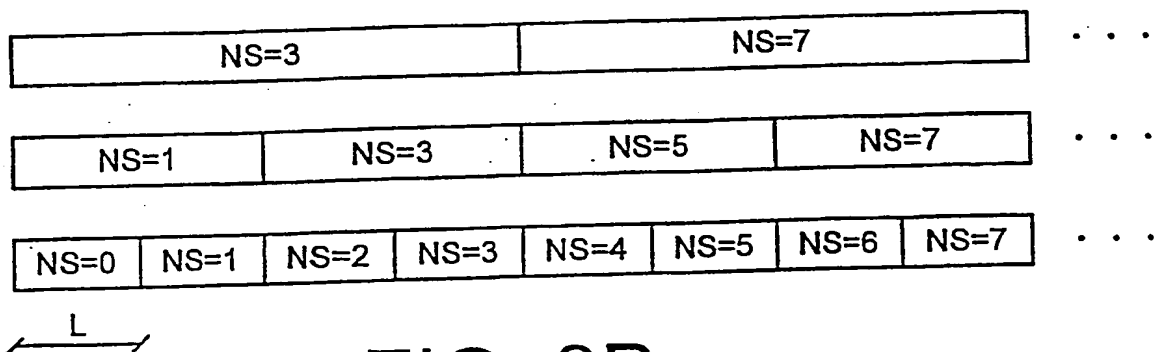 NS=3 NS=7 . . .
NS=1 NS=3 NS=5 NS=7 . . .
NS=0 NS=1 NS=2 NS=3 NS=4 NS=5 NS=6 NS=7 . . .
L